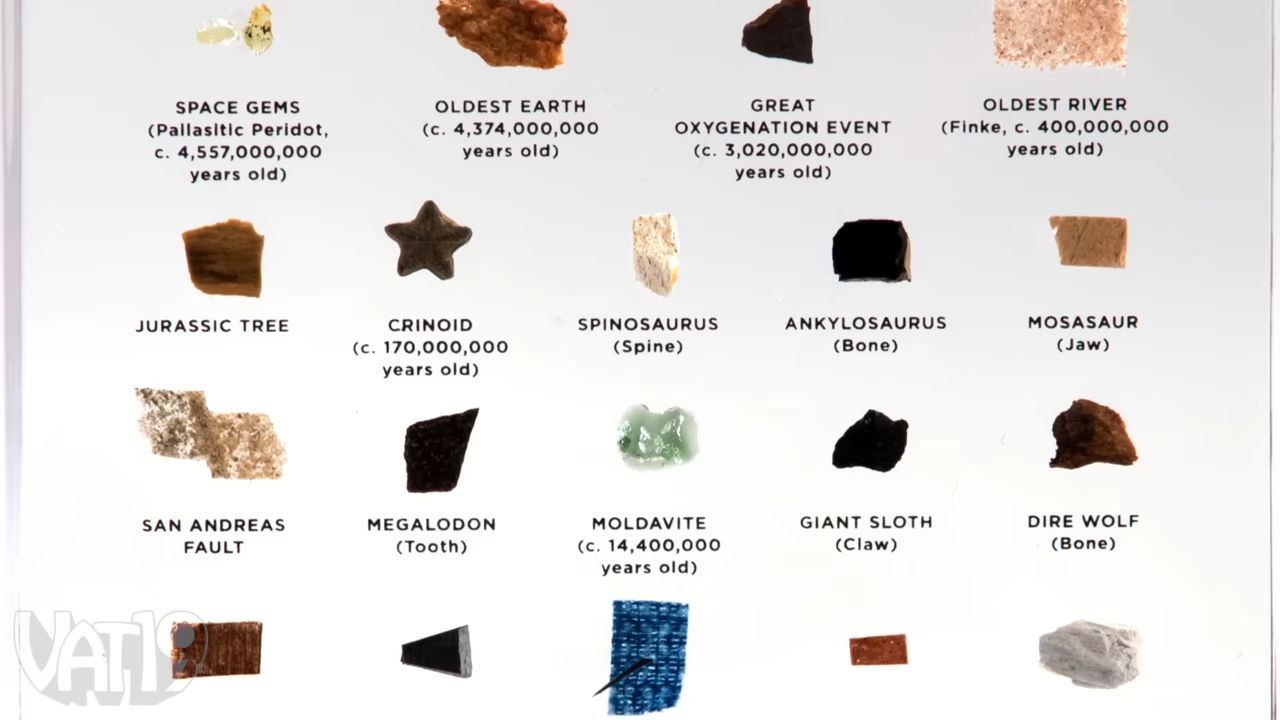 SPACE GEMS
(Pallasitic Peridot,
c. 4,557,000,000
years old)
OLDEST EARTH
(c. 4,374,000,000
years old)
GREAT
OXYGENATION EVENT
(c. 3,020,000,000
years old)
OLDEST RIVER
(Finke, c. 400,000,000
years old)
JURASSIC TREE
CRINOID
(c. 170,000,000
years old)
SPINOSAURUS
(Spine)
ANKYLOSAURUS
(Bone)
MOSASAUR
(Jaw)
SAN ANDREAS
FAULT
MEGALODON
(Tooth)
MOLDAVITE
(c. 14,400,000
years old)
GIANT SLOTH
(Claw)
DIRE WOLF
(Bone)
VAT19